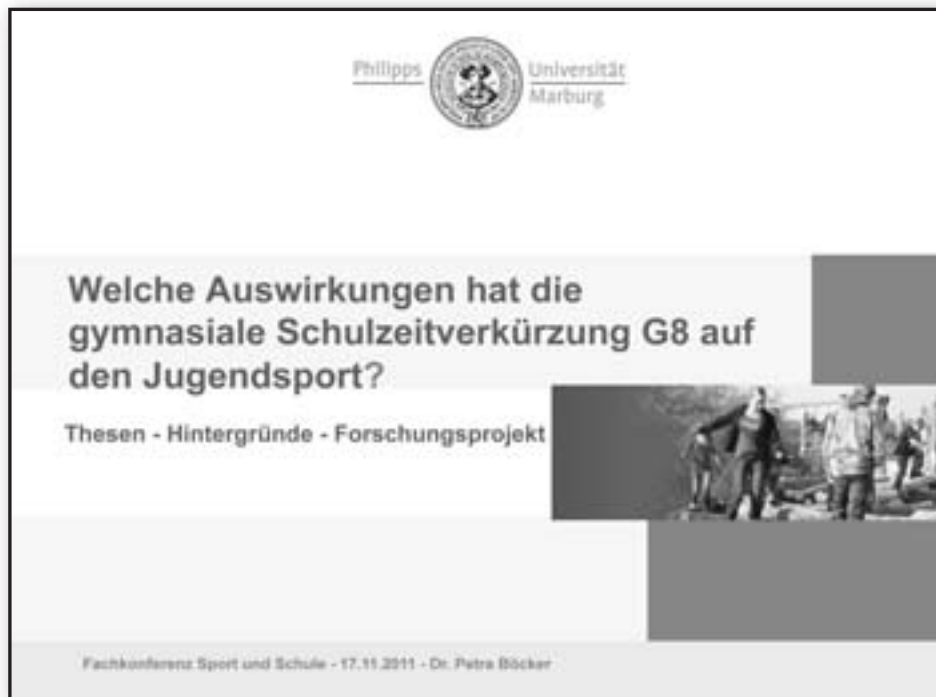 Philipps
Universität
Marburg
Welche Auswirkungen hat die
gymnasiale Schulzeitverkürzung G8 auf
den Jugendsport?
Thesen - Hintergründe - Forschungsprojekt
Fachkonferenz Sport und Schule - 17.11.2011 - Dr. Petra Böcker